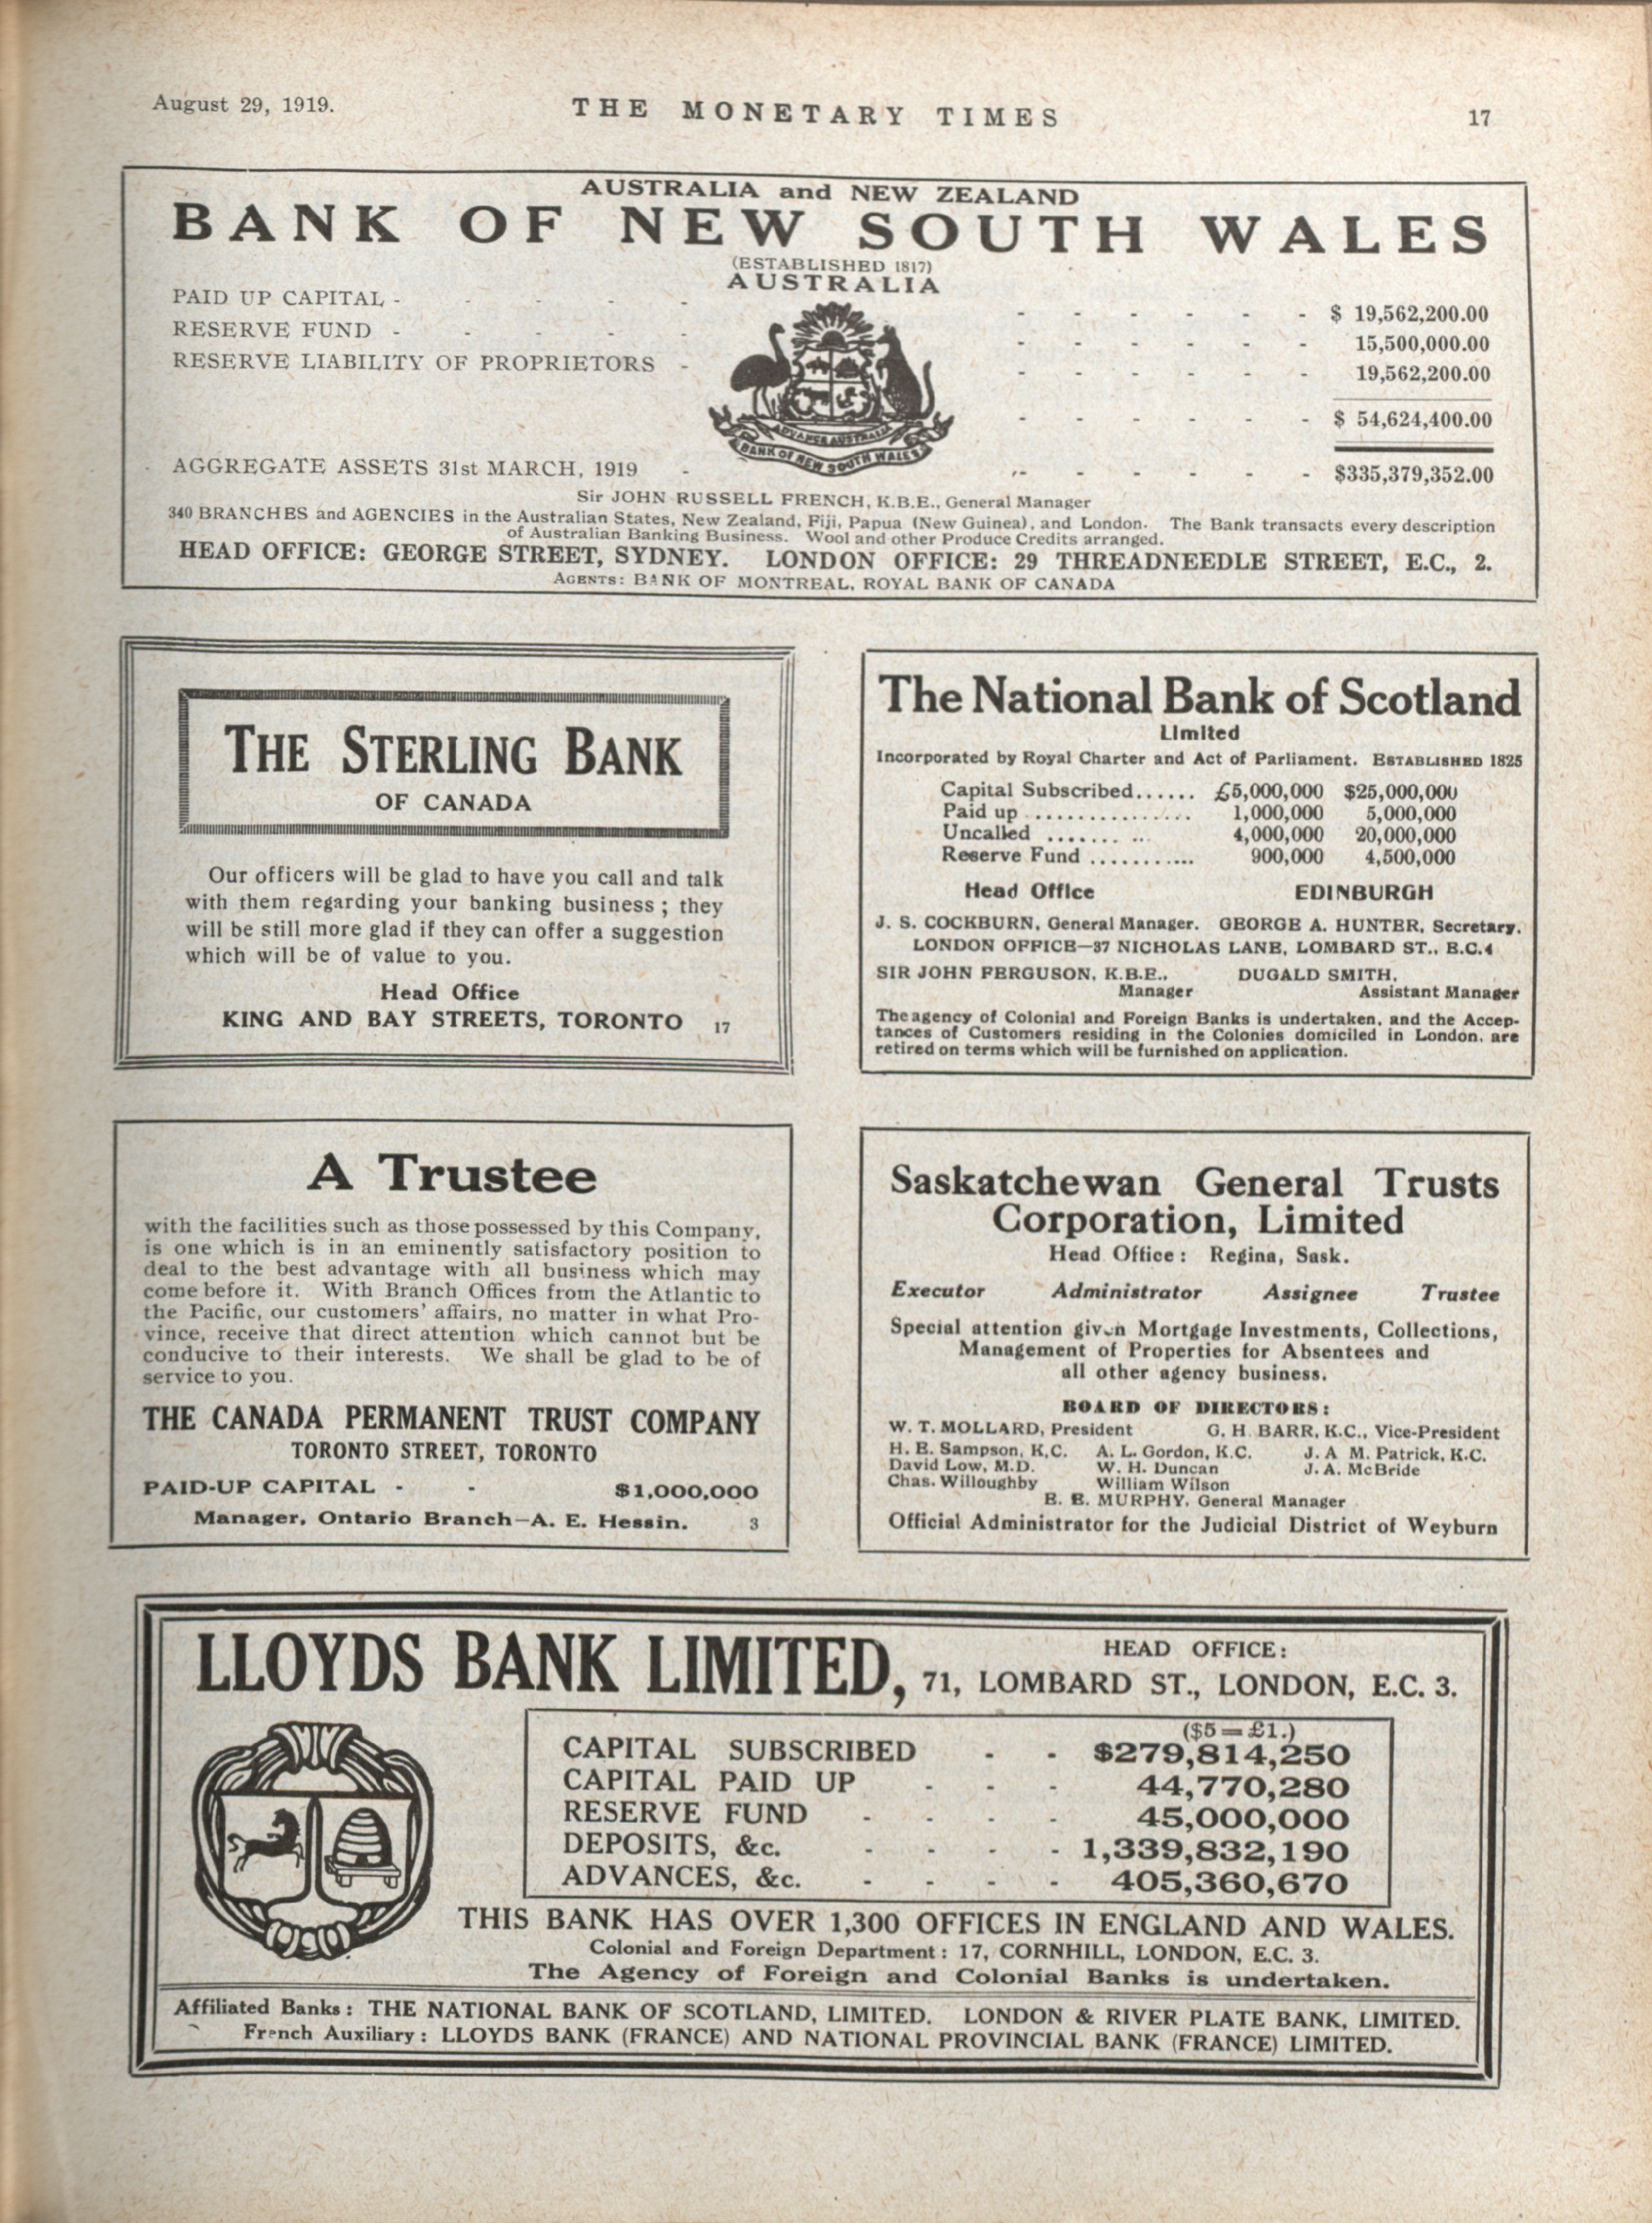 August 29, 1919.
THE MONETARY TIMES
17
AUSTRALIA and NEW ZEALAND
BANK OF NEW SOUTH WALES
(ESTABLISHED 1817)
AUSTRALIA
PAID UP CAPITAL - - - - - - - - - - - $ 19,562,200.00
RESERVE FUND - - - - - - - - - - - 15,500,000.00
RESERVE LIABILITY OF PROPRIETORS - - - - - - - 19,562,200.00
- - - - - - $ 54,624,400.00
ADVANCE AUSTRALIA
BANK OF NEW SOUTH WALES
AGGREGATE ASSETS 31st MARCH, 1919 - - - - - - - $335,379,352.00
Sir JOHN RUSSELL FRENCH, K.B.E., General Manager
340 BRANCHES and AGENCIES in the Australian States, New Zealand, Fiji, Papua (New Guinea), and London. The Bank transacts every description
of Australian Banking Business. Wool and other Produce Credits arranged.
HEAD OFFICE: GEORGE STREET, SYDNEY. LONDON OFFICE: 29 THREADNEEDLE STREET, E.C., 2.
AGENTS: BANK OF MONTREAL, ROYAL BANK OF CANADA
THE STERLING BANK
OF CANADA
Our officers will be glad to have you call and talk
with them regarding your banking business ; they
will be still more glad if they can offer a suggestion
which will be of value to you.
Head Office
KING AND BAY STREETS, TORONTO 17
The National Bank of Scotland
Limited
Incorporated by Royal Charter and Act of Parliament. ESTABLISHED 1825
Capital Subscribed...... £5,000,000 $25,000,000
Paid up ............... 1,000,000 5,000,000
Uncalled .......... 4,000,000 20,000,000
Reserve Fund ........... 900,000 4,500,000
Head Office EDINBURGH
J. S. COCKBURN, General Manager. GEORGE A. HUNTER, Secretary.
LONDON OFFICE—37 NICHOLAS LANE, LOMBARD ST., E.C.4
SIR JOHN FERGUSON, K.B.E., DUGALD SMITH,
Manager Assistant Manager
The agency of Colonial and Foreign Banks is undertaken, and the Accep-
tances of Customers residing in the Colonies domiciled in London, are
retired on terms which will be furnished on application.
A Trustee
with the facilities such as those possessed by this Company,
is one which is in an eminently satisfactory position to
deal to the best advantage with all business which may
come before it. With Branch Offices from the Atlantic to
the Pacific, our customers' affairs, no matter in what Pro-
vince, receive that direct attention which cannot but be
conducive to their interests. We shall be glad to be of
service to you.
THE CANADA PERMANENT TRUST COMPANY
TORONTO STREET, TORONTO
PAID-UP CAPITAL - - $1,000,000
Manager, Ontario Branch—A. E. Hessin. 3
Saskatchewan General Trusts
Corporation, Limited
Head Office : Regina, Sask.
Executor Administrator Assignee Trustee
Special attention given Mortgage Investments, Collections,
Management of Properties for Absentees and
all other agency business.
BOARD OF DIRECTORS :
W. T. MOLLARD, President G. H. BARR, K.C., Vice-President
H. E. Sampson, K.C. A. L. Gordon, K.C. J. A M. Patrick, K.C.
David Low, M.D. W. H. Duncan J. A. McBride
Chas. Willoughby William Wilson
E. E. MURPHY, General Manager
Official Administrator for the Judicial District of Weyburn
LLOYDS BANK LIMITED,
HEAD OFFICE:
71, LOMBARD ST., LONDON, E.C. 3.
($5 = £1.)
CAPITAL SUBSCRIBED - - $279,814,250
CAPITAL PAID UP - - - 44,770,280
RESERVE FUND - - - - 45,000,000
DEPOSITS, &c. - - - - 1,339,832,190
ADVANCES, &c. - - - - 405,360,670
THIS BANK HAS OVER 1,300 OFFICES IN ENGLAND AND WALES.
Colonial and Foreign Department : 17, CORNHILL, LONDON, E.C. 3.
The Agency of Foreign and Colonial Banks is undertaken.
Affiliated Banks : THE NATIONAL BANK OF SCOTLAND, LIMITED. LONDON & RIVER PLATE BANK, LIMITED.
French Auxiliary : LLOYDS BANK (FRANCE) AND NATIONAL PROVINCIAL BANK (FRANCE) LIMITED.